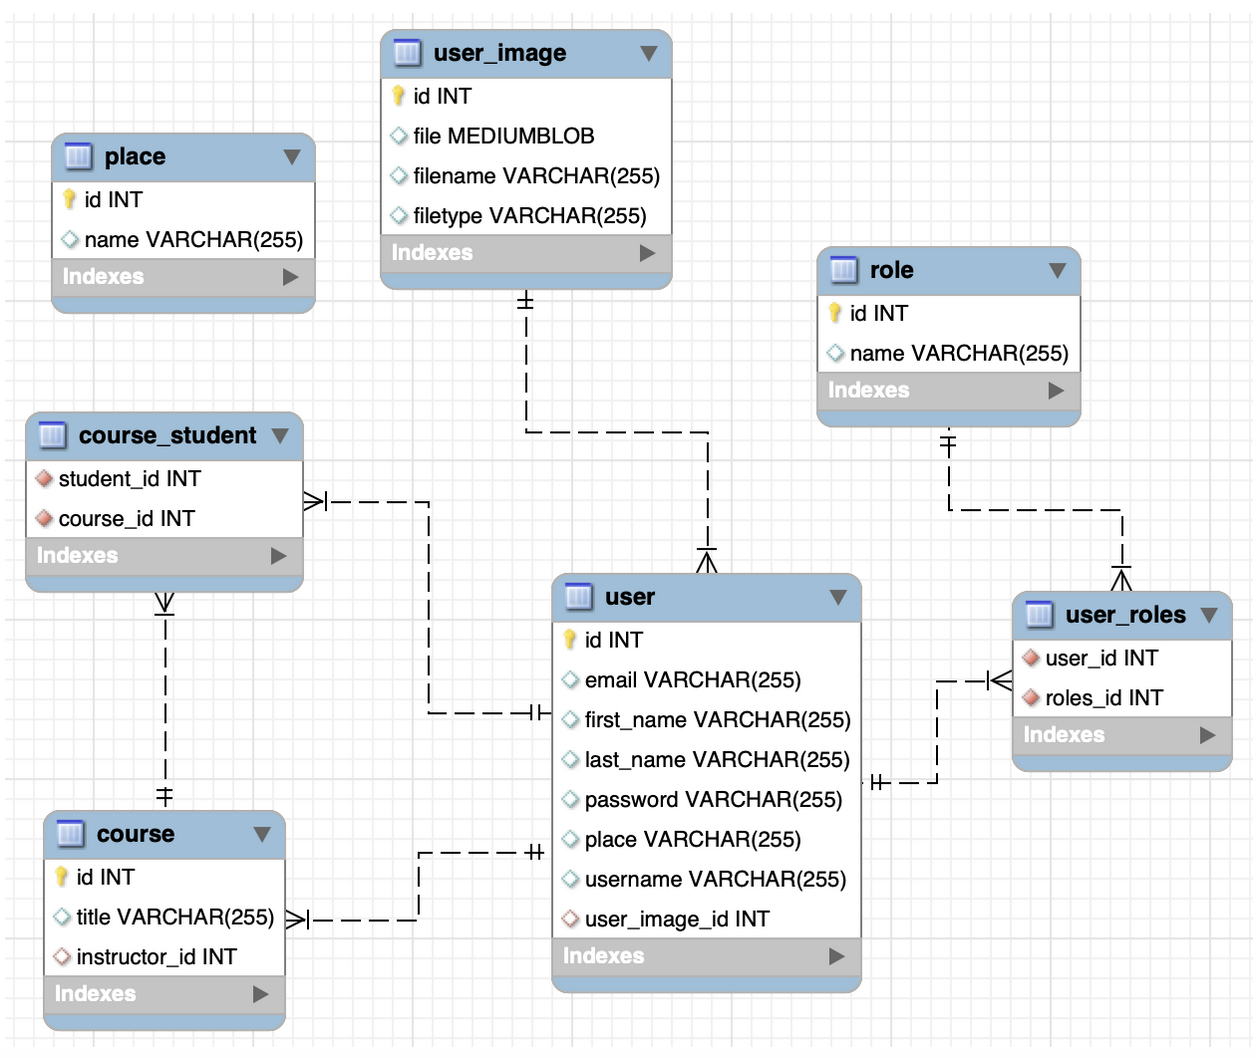 user_image
id INT
file MEDIUMBLOB
filename VARCHAR(255)
filetype VARCHAR(255)
Indexes
place
id INT
name VARCHAR(255)
Indexes
role
id INT
name VARCHAR(255)
Indexes
course_student
student_id INT
course_id INT
Indexes
user
id INT
email VARCHAR(255)
first_name VARCHAR(255)
last_name VARCHAR(255)
password VARCHAR(255)
place VARCHAR(255)
username VARCHAR(255)
user_image_id INT
Indexes
user_roles
user_id INT
roles_id INT
Indexes
course
id INT
title VARCHAR(255)
instructor_id INT
Indexes